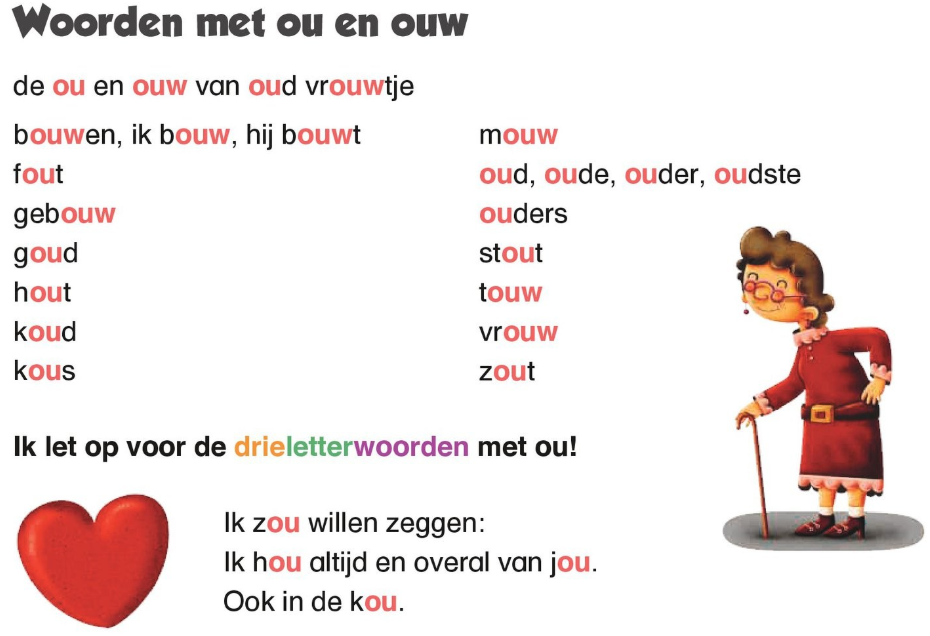 Woorden met ou en ouw
de ou en ouw van oud vrouwtje
bouwen, ik bouw, hij bouwt
fout
gebouw
goud
hout
koud
kous
mouw
oud, oude, ouder, oudste
ouders
stout
touw
vrouw
zout
Ik let op voor de drieletterwoorden met ou!
Ik zou willen zeggen:
Ik hou altijd en overal van jou.
Ook in de kou.